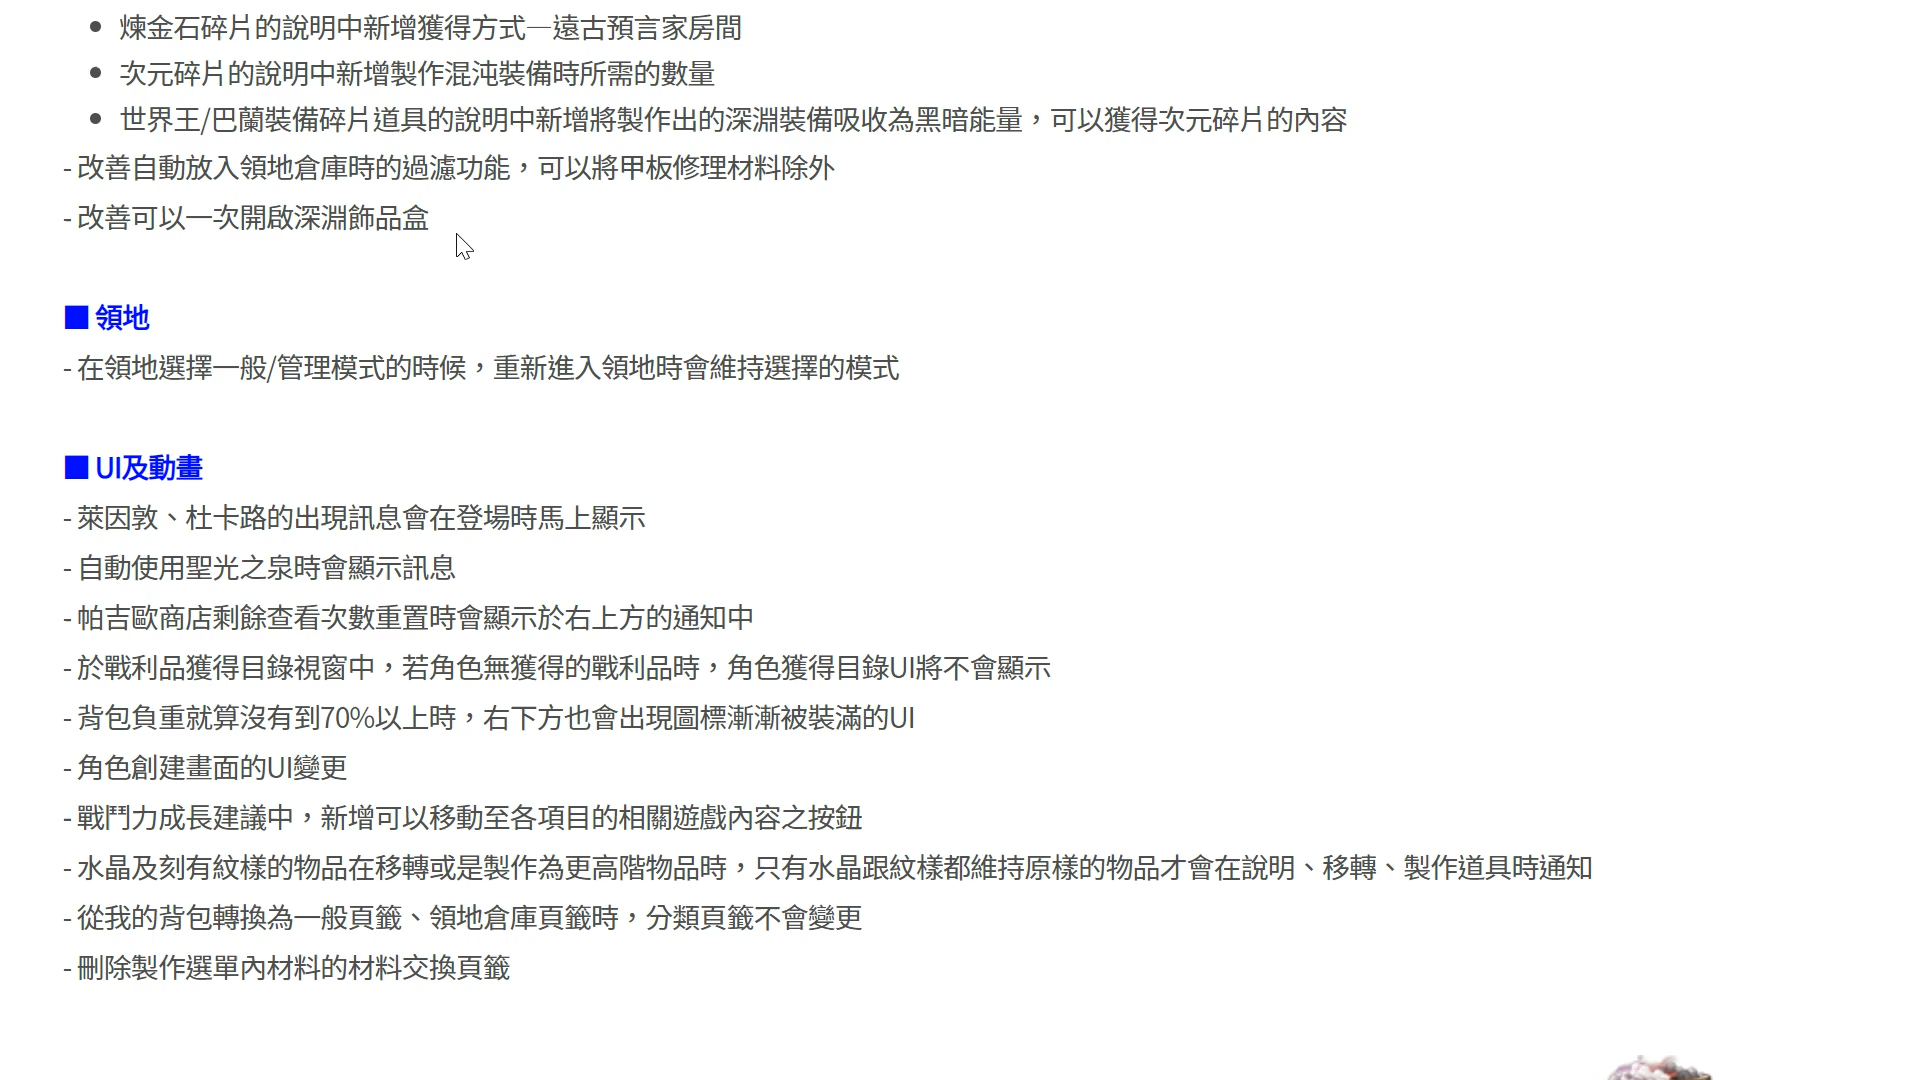 • 煉金石碎片的說明中新增獲得方式—遠古預言家房間
• 次元碎片的說明中新增製作混沌裝備時所需的數量
• 世界王/巴蘭裝備碎片道具的說明中新增將製作出的深淵裝備吸收為黑暗能量，可以獲得次元碎片的內容
- 改善自動放入領地倉庫時的過濾功能，可以將甲板修理材料除外
- 改善可以一次開啟深淵飾品盒
■ 領地
- 在領地選擇一般/管理模式的時候，重新進入領地時會維持選擇的模式
■ UI及動畫
- 萊因敦、杜卡路的出現訊息會在登場時馬上顯示
- 自動使用聖光之泉時會顯示訊息
- 帕吉歐商店剩餘查看次數重置時會顯示於右上方的通知中
- 於戰利品獲得目錄視窗中，若角色無獲得的戰利品時，角色獲得目錄UI將不會顯示
- 背包負重就算沒有到70%以上時，右下方也會出現圖標漸漸被裝滿的UI
- 角色創建畫面的UI變更
- 戰鬥力成長建議中，新增可以移動至各項目的相關遊戲內容之按鈕
- 水晶及刻有紋樣的物品在移轉或是製作為更高階物品時，只有水晶跟紋樣都維持原樣的物品才會在說明、移轉、製作道具時通知
- 從我的背包轉換為一般頁籤、領地倉庫頁籤時，分類頁籤不會變更
- 刪除製作選單內材料的材料交換頁籤